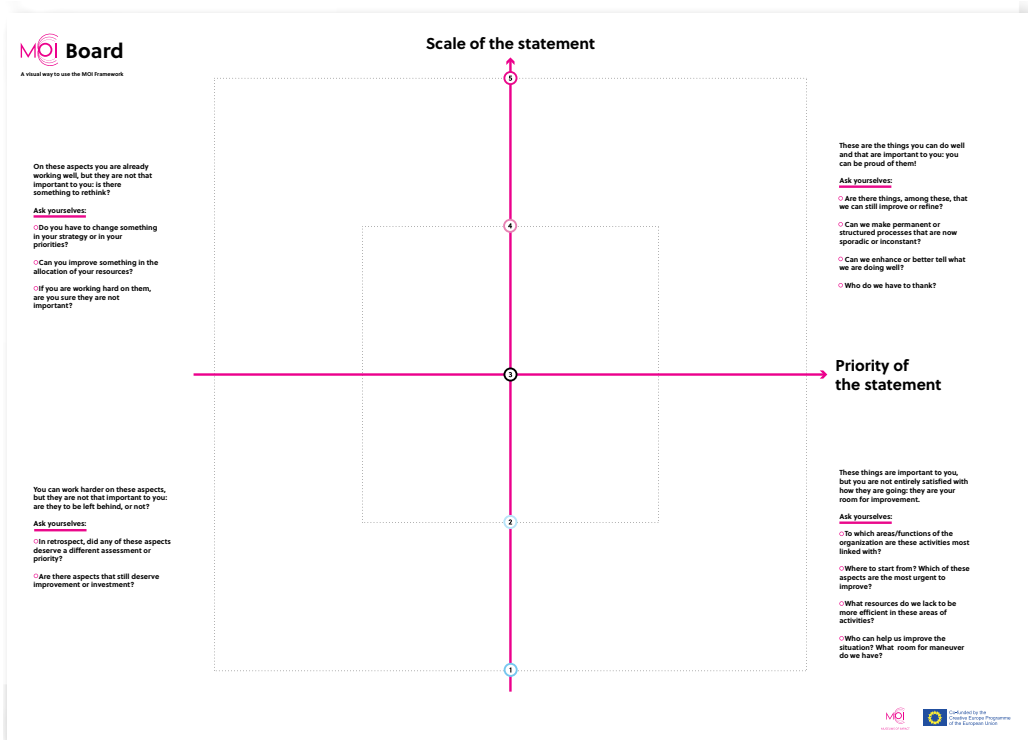 MOI Board
A visual way to use the MOI Framework
Scale of the statement
5
4
3
2
1
Priority of
the statement
On these aspects you are already
working well, but they are not that
important to you: is there
something to rethink?
Ask yourselves:
Do you have to change something
in your strategy or in your
priorities?
Can you improve something in the
allocation of your resources?
If you are working hard on them,
are you sure they are not
important?
These are the things you can do well
and that are important to you: you
can be proud of them!
Ask yourselves:
Are there things, among these, that
we can still improve or refine?
Can we make permanent or
structured processes that are now
sporadic or inconstant?
Can we enhance or better tell what
we are doing well?
Who do we have to thank?
You can work harder on these aspects,
but they are not that important to you:
are they to be left behind, or not?
Ask yourselves:
In retrospect, did any of these aspects
deserve a different assessment or
priority?
Are there aspects that still deserve
improvement or investment?
These things are important to you,
but you are not entirely satisfied with
how they are going: they are your
room for improvement.
Ask yourselves:
To which areas/functions of the
organization are these activities most
linked with?
Where to start from? Which of these
aspects are the most urgent to
improve?
What resources do we lack to be
more efficient in these areas of
activities?
Who can help us improve the
situation? What room for maneuver
do we have?
MOI
Co-funded by the
Creative Europe Programme
of the European Union